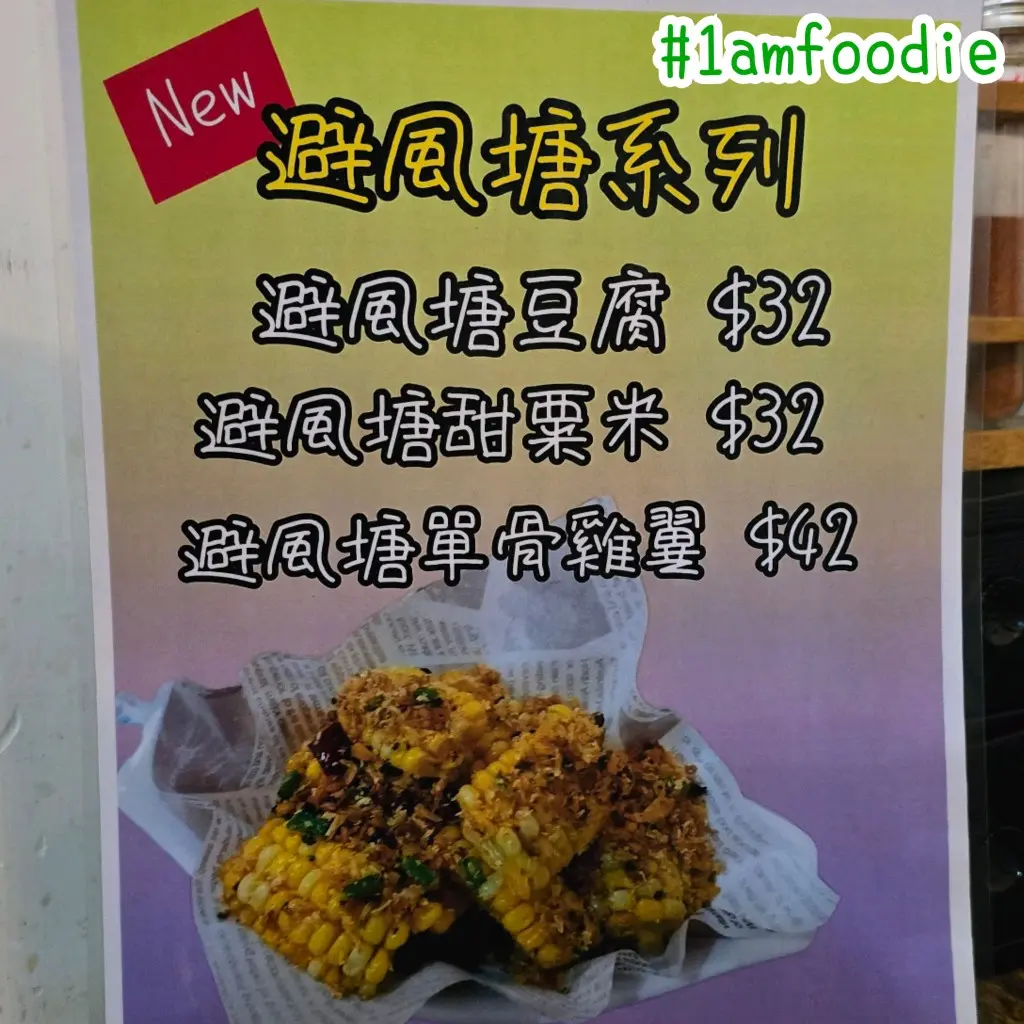 #1amfoodie
New
避風塘系列
避風塘豆腐 $32
避風塘甜粟米 $32
避風塘單骨雞翼 $42